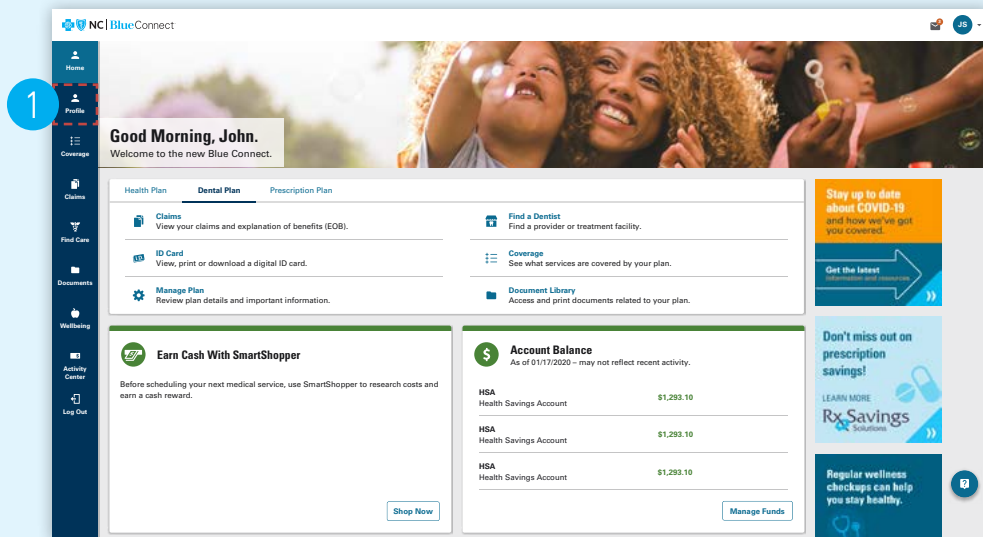 NC BlueConnect
JS
1
Home
Profile
Coverage
Claims
Find Care
Documents
Wellbeing
Activity
Center
Log Out
Good Morning, John.
Welcome to the new Blue Connect.
Health Plan Dental Plan Prescription Plan
Claims
View your claims and explanation of benefits (EOB).
Find a Dentist
Find a provider or treatment facility.
ID Card
View, print or download a digital ID card.
Coverage
See what services are covered by your plan.
Manage Plan
Review plan details and important information.
Document Library
Access and print documents related to your plan.
Earn Cash With SmartShopper
Before scheduling your next medical service, use SmartShopper to research costs and
earn a cash reward.
Shop Now
Account Balance
As of 01/17/2020 – may not reflect recent activity.
HSA
Health Savings Account $1,293.10
HSA
Health Savings Account $1,293.10
HSA
Health Savings Account $1,293.10
Manage Funds
Stay up to date
about COVID-19
and how we've got
you covered.
Get the latest
information and resources
Don't miss out on
prescription
savings!
LEARN MORE
Rx Savings
Solutions
Regular wellness
checkups can help
you stay healthy.